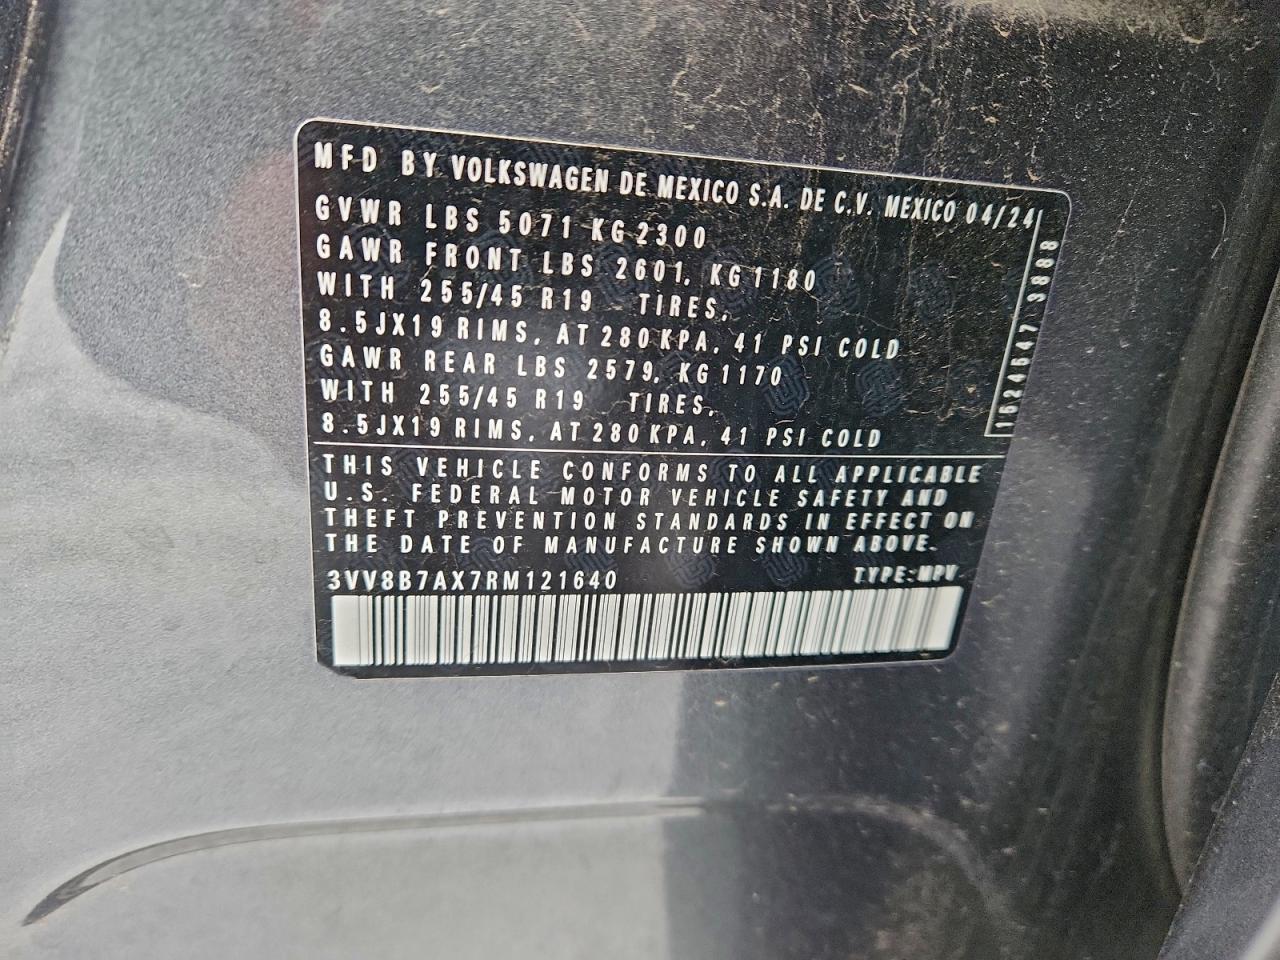 MFD BY VOLKSWAGEN DE MEXICO S.A. DE C.V. MEXICO 04/24
GVWR LBS 5071 KG 2300
GAWR FRONT LBS 2601, KG 1180
WITH 255/45 R19 TIRES,
8.5JX19 RIMS, AT 280 KPA, 41 PSI COLD
GAWR REAR LBS 2579, KG 1170
WITH 255/45 R19 TIRES,
8.5JX19 RIMS, AT 280 KPA, 41 PSI COLD
1524647 3888
THIS VEHICLE CONFORMS TO ALL APPLICABLE
U.S. FEDERAL MOTOR VEHICLE SAFETY AND
THEFT PREVENTION STANDARDS IN EFFECT ON
THE DATE OF MANUFACTURE SHOWN ABOVE.
3VV8B7AX7RM121640 TYPE:MPV